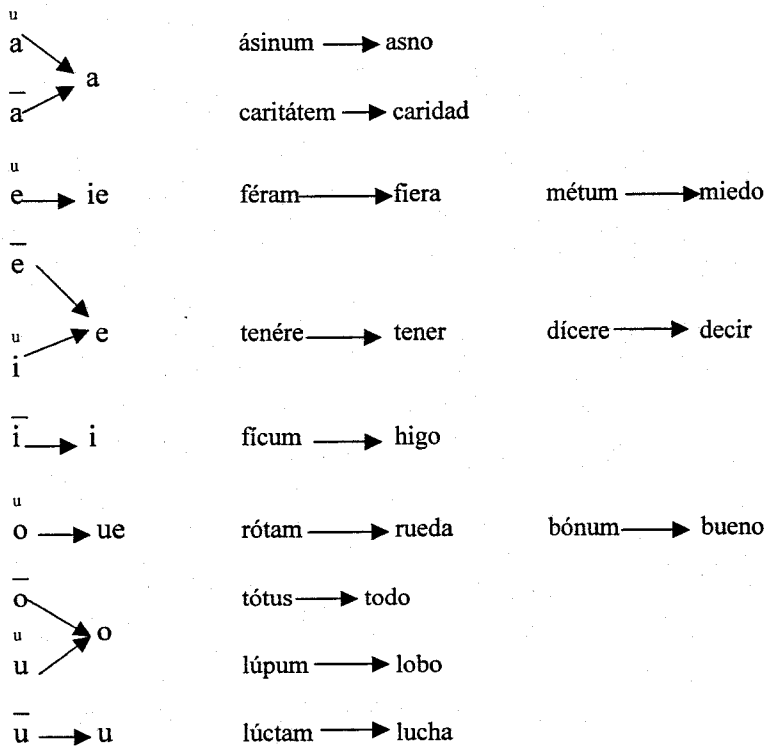 u
a ásinum → asno
a
‾
a caritátem → caridad
u
e → ie féram → fiera métum → miedo
‾
e
e tenére → tener dícere → decir
u
i
‾
i → i fícum → higo
u
o → ue rótam → rueda bónum → bueno
‾
o tótus → todo
o
u
u lúpum → lobo
‾
u → u lúctam → lucha